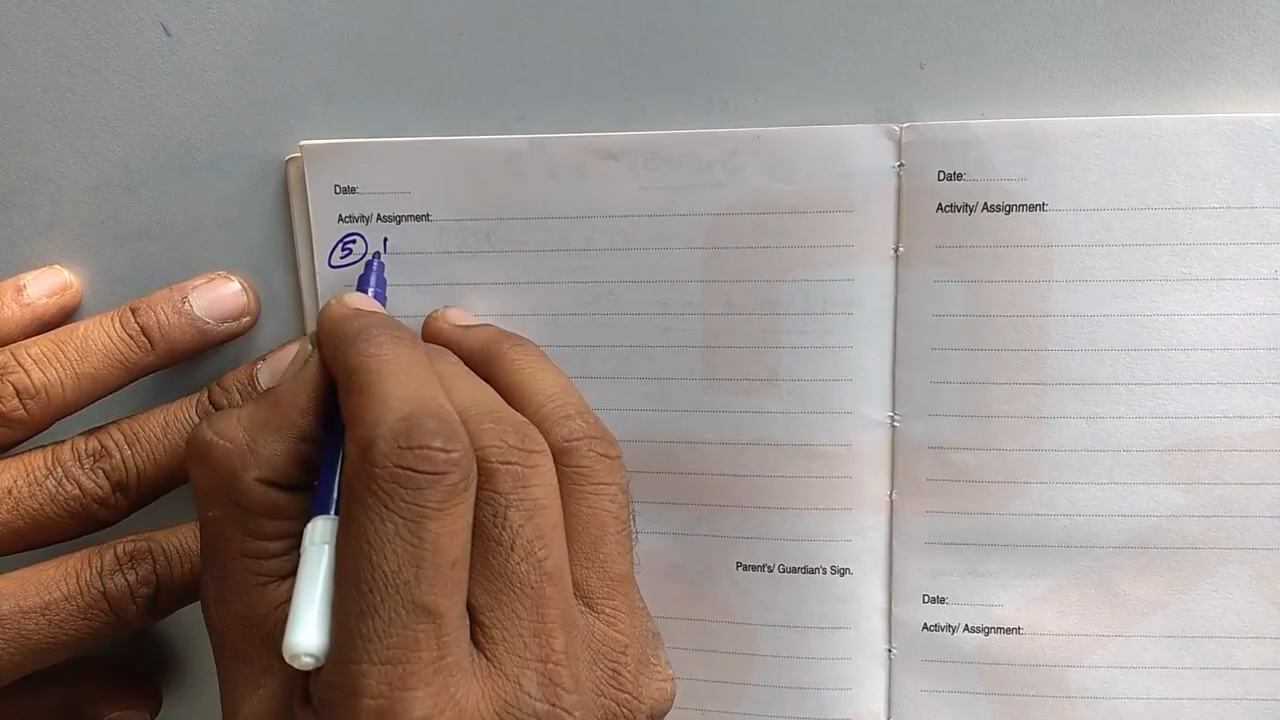 Date:............
Activity/ Assignment:
5
Parent's/ Guardian's Sign.
Date:............
Activity/ Assignment:
Date:............
Activity/ Assignment: